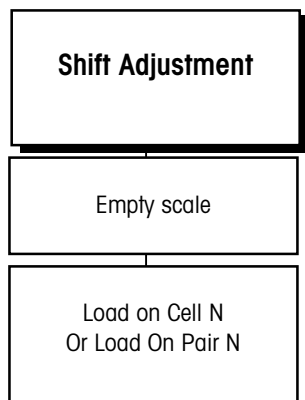 Shift Adjustment
Empty scale
Load on Cell N
Or Load On Pair N